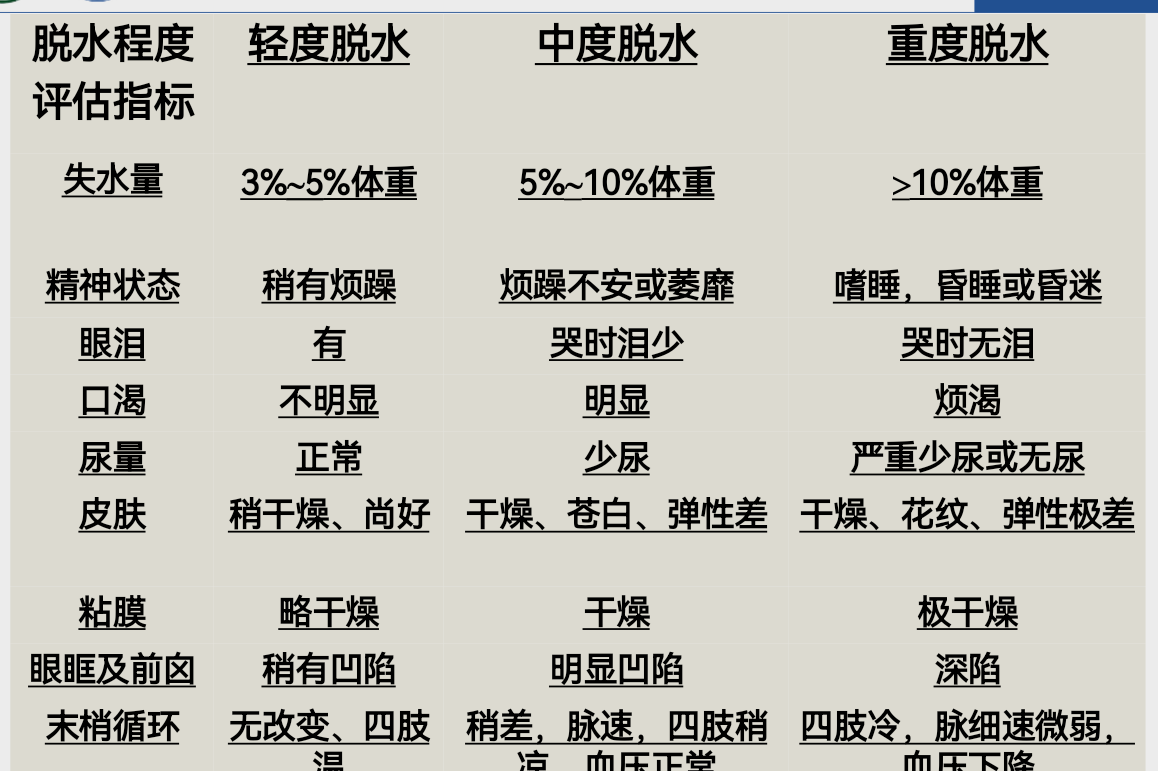 脱水程度 轻度脱水 中度脱水 重度脱水
评估指标
失水量 3%~5%体重 5%~10%体重 >10%体重
精神状态 稍有烦躁 烦躁不安或萎靡 嗜睡，昏睡或昏迷
眼泪 有 哭时泪少 哭时无泪
口渴 不明显 明显 烦渴
尿量 正常 少尿 严重少尿或无尿
皮肤 稍干燥、尚好 干燥、苍白、弹性差 干燥、花纹、弹性极差
粘膜 略干燥 干燥 极干燥
眼眶及前囟 稍有凹陷 明显凹陷 深陷
末梢循环 无改变、四肢 稍差，脉速，四肢稍 四肢冷，脉细速微弱，
温 凉，血压正常 血压下降